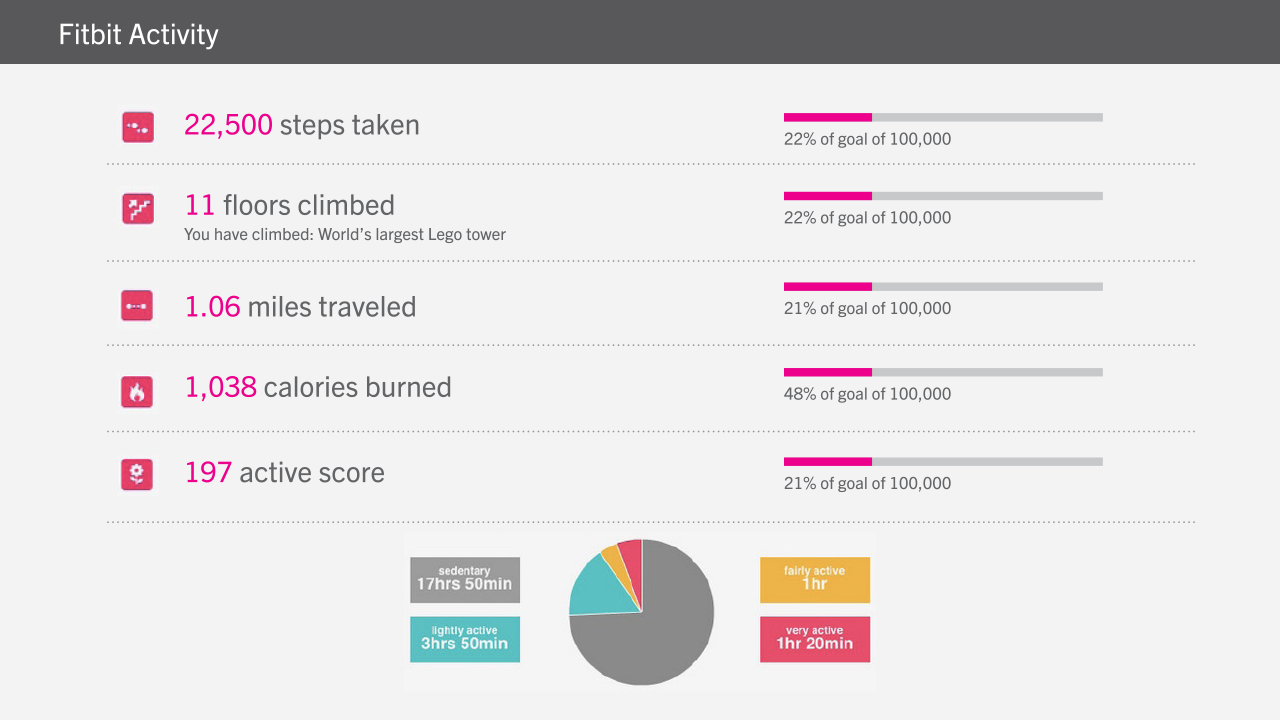 Fitbit Activity
22,500 steps taken
22% of goal of 100,000
11 floors climbed
You have climbed: World’s largest Lego tower
22% of goal of 100,000
1.06 miles traveled
21% of goal of 100,000
1,038 calories burned
48% of goal of 100,000
197 active score
21% of goal of 100,000
sedentary
17hrs 50min
lightly active
3hrs 50min
fairly active
1hr
very active
1hr 20min